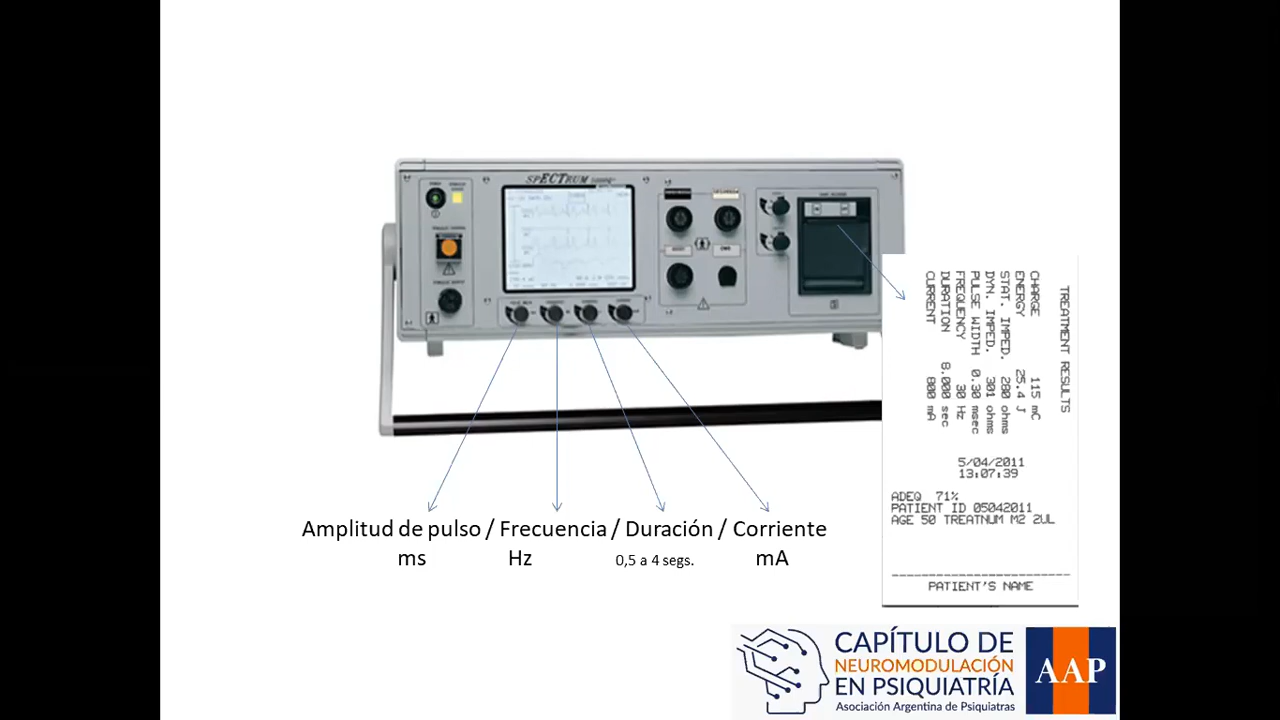 SPECTRUM
Amplitud de pulso / Frecuencia / Duración / Corriente
ms Hz 0,5 a 4 segs. mA
TREATMENT RESULTS
CHARGE 115 mC
ENERGY 25.4 J
STAT. IMPED. 280 ohms
DYN. IMPED. 301 ohms
PULSE WIDTH 0.30 msec
FREQUENCY 30 Hz
DURATION 8.000 sec
CURRENT 800 mA
5/04/2011
13:07:39
ADEQ 71%
PATIENT ID 05042011
AGE 50 TREATNUM M2 2UL
PATIENT'S NAME
CAPÍTULO DE
NEUROMODULACIÓN
EN PSIQUIATRÍA
Asociación Argentina de Psiquiatras
AAP